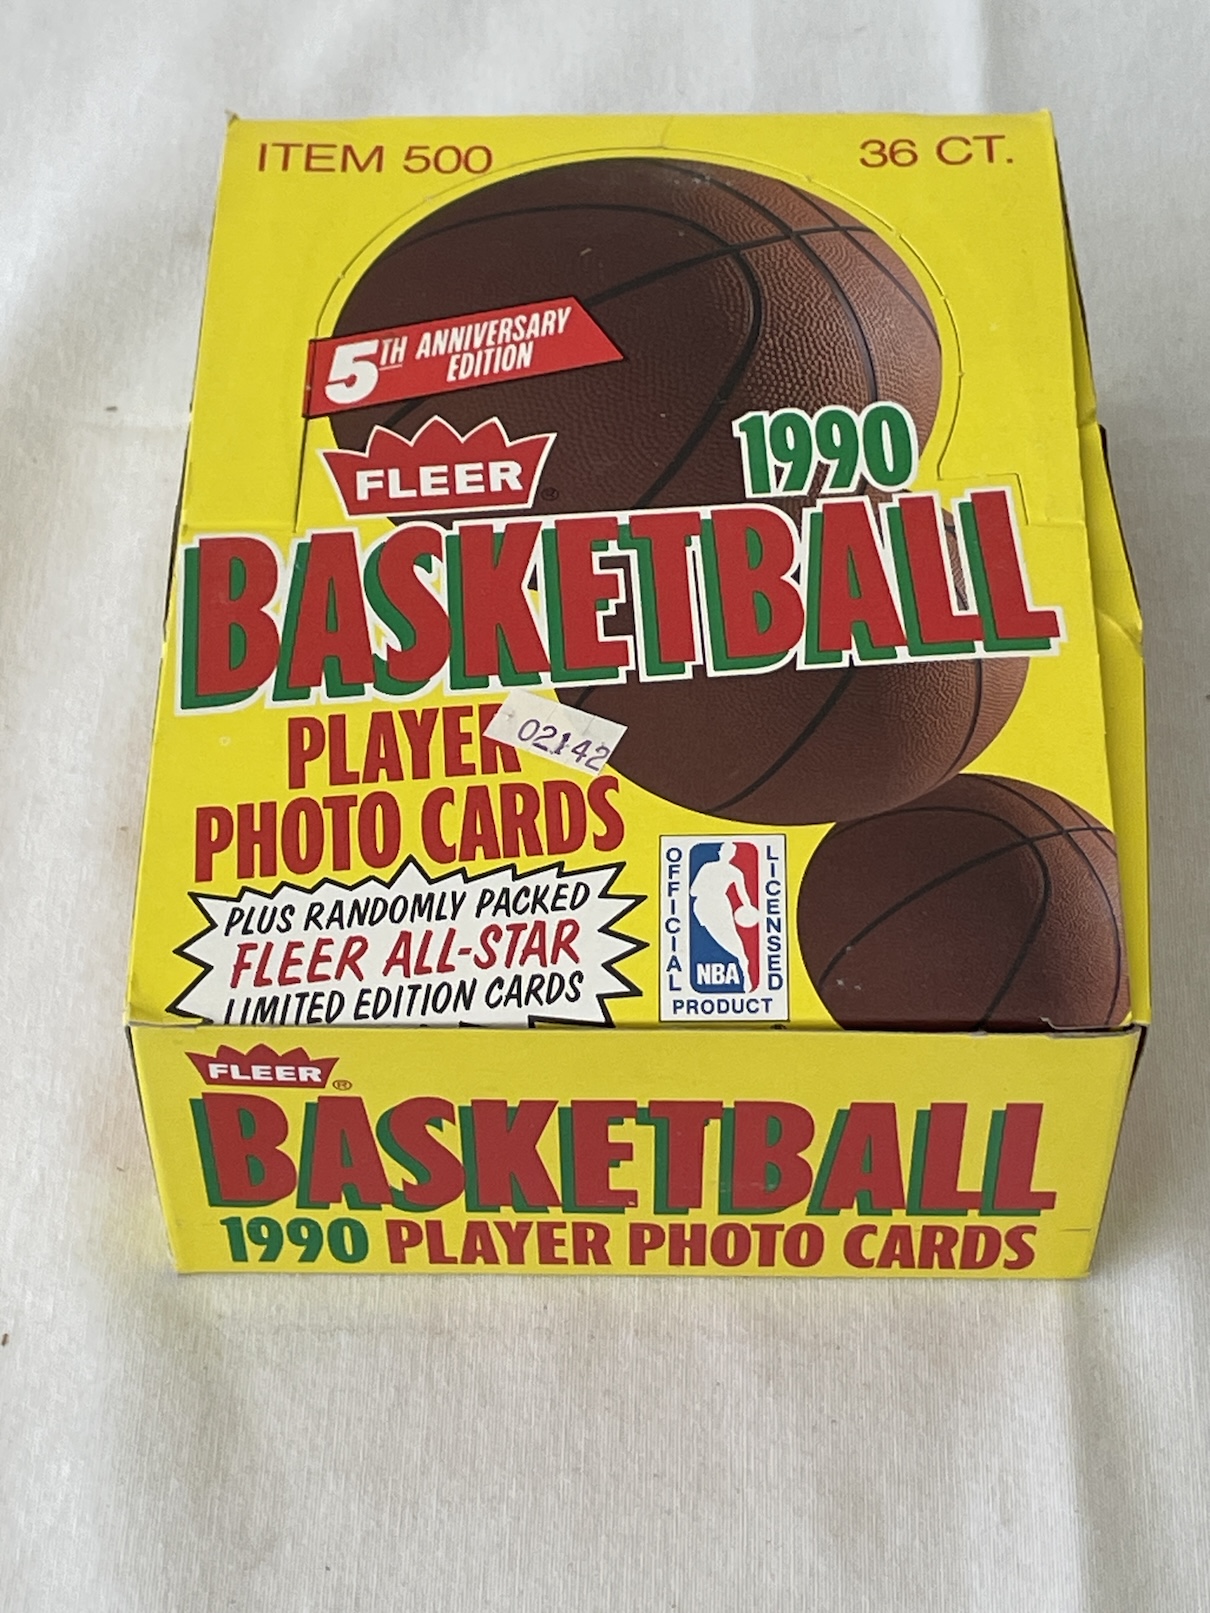 ITEM 500 36 CT.
5TH ANNIVERSARY
EDITION
FLEER ®
1990
BASKETBALL
PLAYER
02142
PHOTO CARDS
PLUS RANDOMLY PACKED
FLEER ALL-STAR
LIMITED EDITION CARDS
OFFICIAL
LICENSED
NBA
PRODUCT
FLEER ®
BASKETBALL
1990 PLAYER PHOTO CARDS